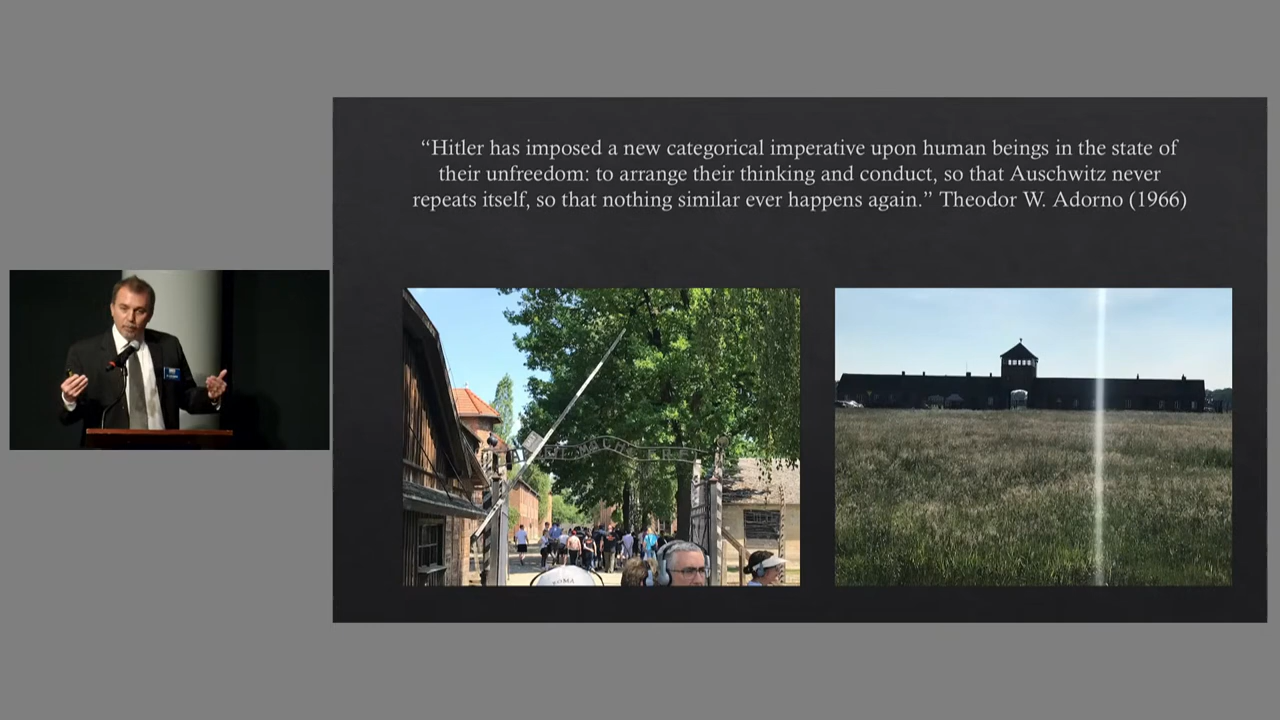 “Hitler has imposed a new categorical imperative upon human beings in the state of
their unfreedom: to arrange their thinking and conduct, so that Auschwitz never
repeats itself, so that nothing similar ever happens again.” Theodor W. Adorno (1966)